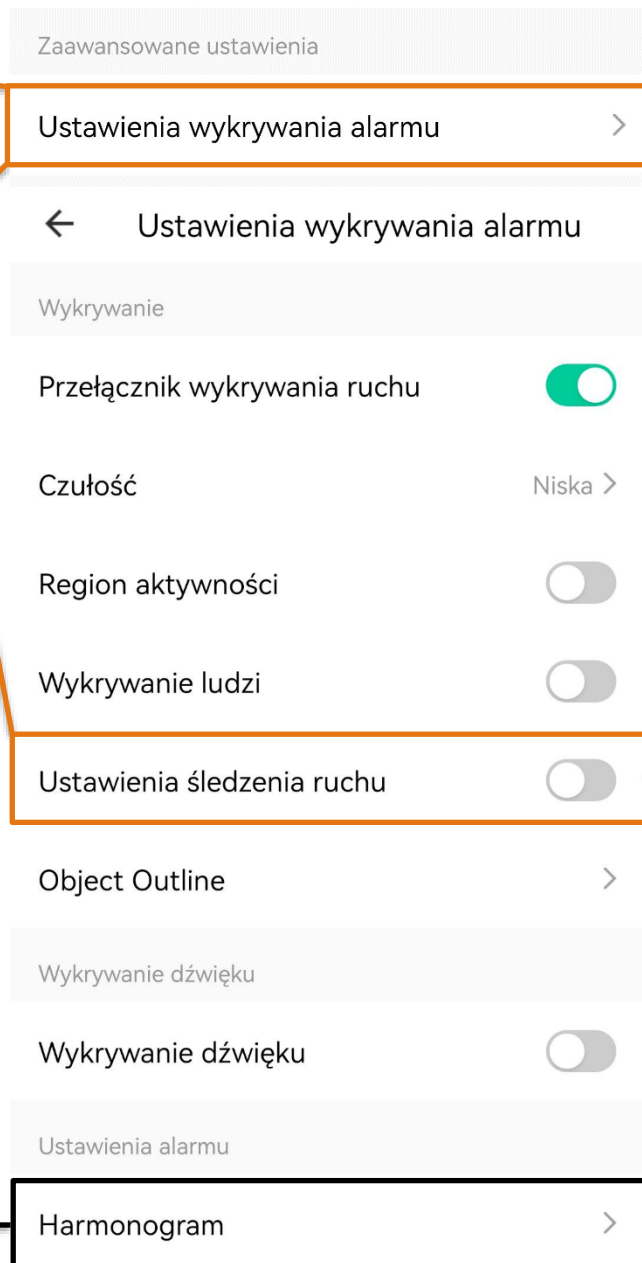 Zaawansowane ustawienia
Ustawienia wykrywania alarmu
Ustawienia wykrywania alarmu
Wykrywanie
Przełącznik wykrywania ruchu
Czułość Niska
Region aktywności
Wykrywanie ludzi
Ustawienia śledzenia ruchu
Object Outline
Wykrywanie dźwięku
Wykrywanie dźwięku
Ustawienia alarmu
Harmonogram